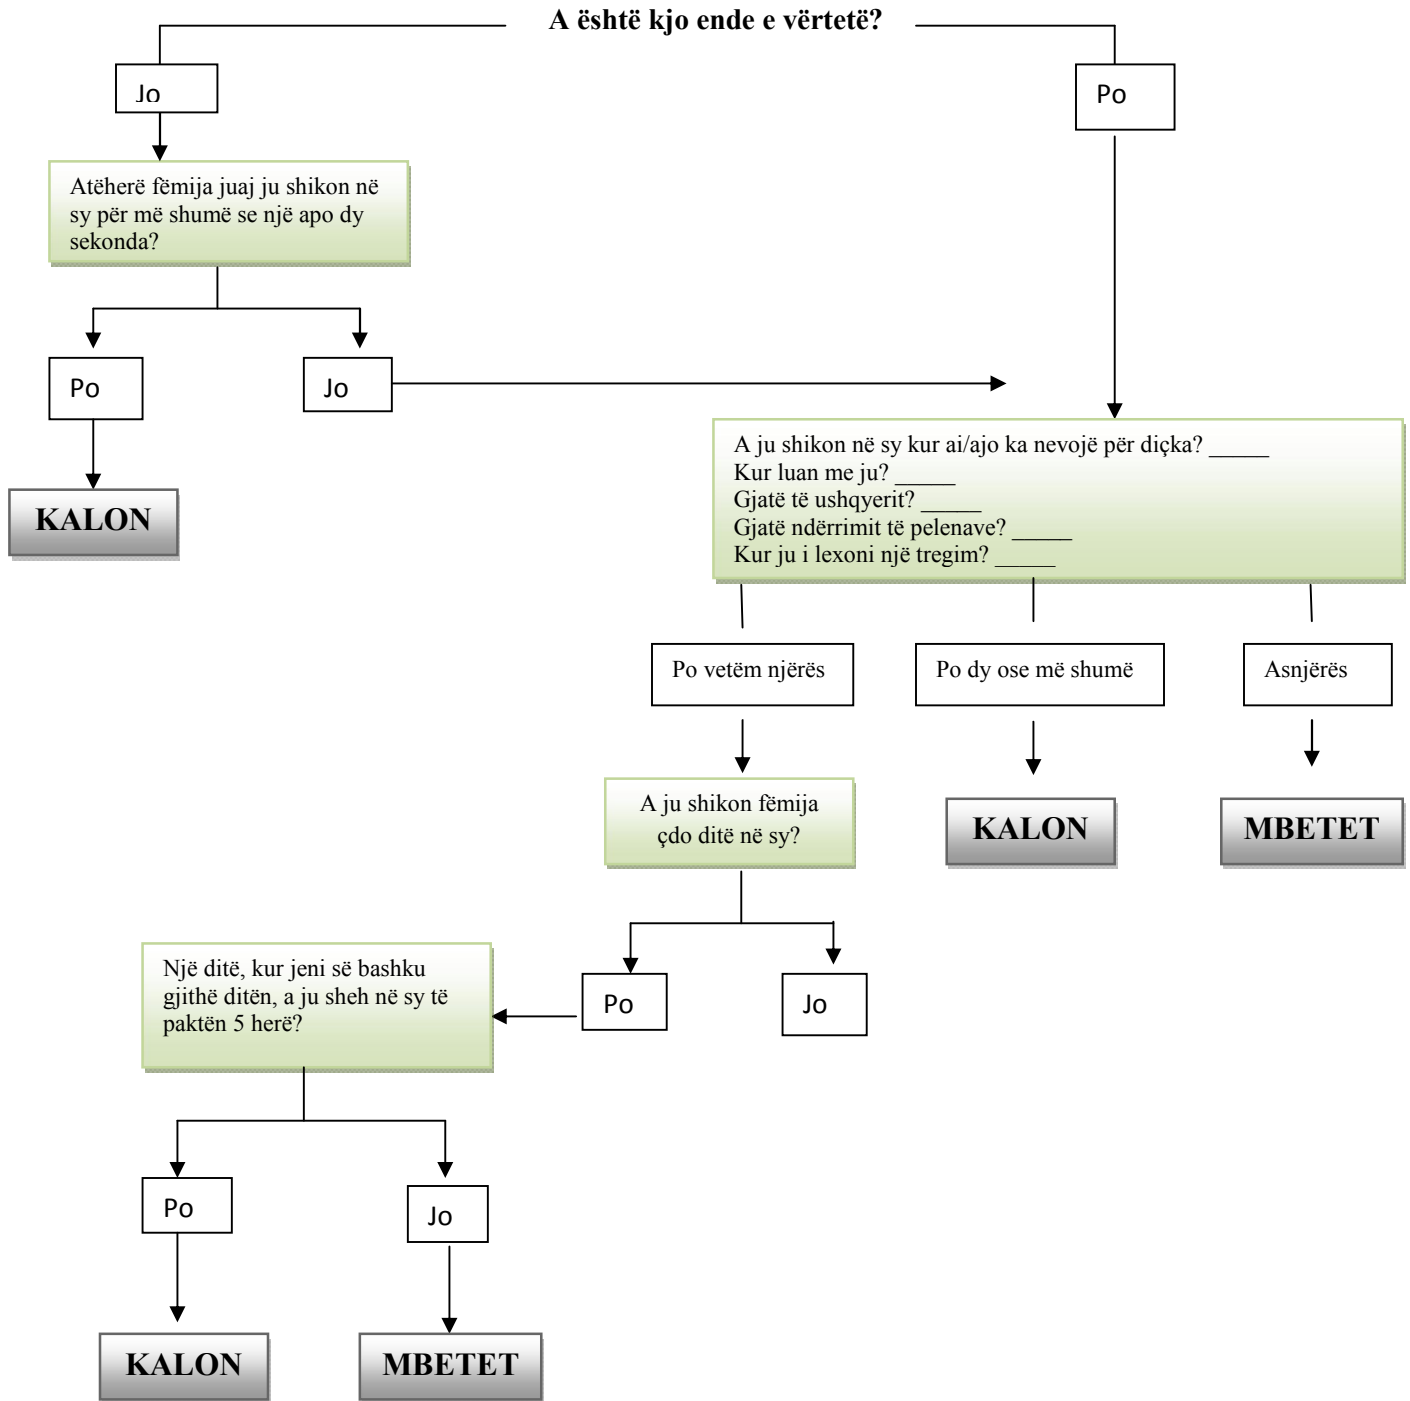 A është kjo ende e vërtetë?
Jo
Po
Atëherë fëmija juaj ju shikon në
sy për më shumë se një apo dy
sekonda?
Po
Jo
KALON
A ju shikon në sy kur ai/ajo ka nevojë për diçka? _____
Kur luan me ju? _____
Gjatë të ushqyerit? _____
Gjatë ndërrimit të pelenave? _____
Kur ju i lexoni një tregim? _____
Po vetëm njërës
Po dy ose më shumë
Asnjërës
A ju shikon fëmija
çdo ditë në sy?
KALON
MBETET
Po
Jo
Një ditë, kur jeni së bashku
gjithë ditën, a ju sheh në sy të
paktën 5 herë?
Po
Jo
KALON
MBETET